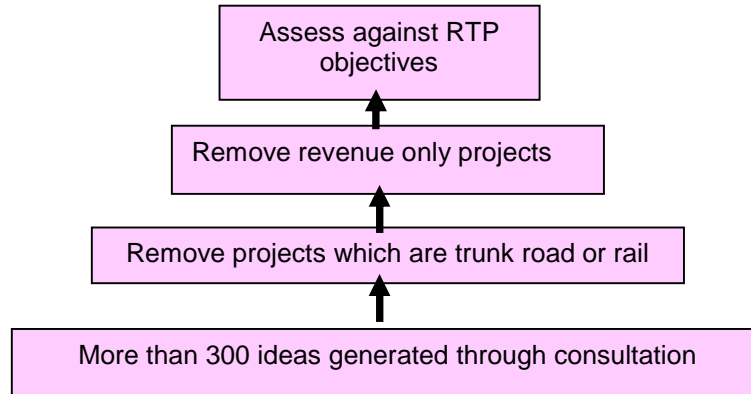 Assess against RTP
objectives
Remove revenue only projects
Remove projects which are trunk road or rail
More than 300 ideas generated through consultation